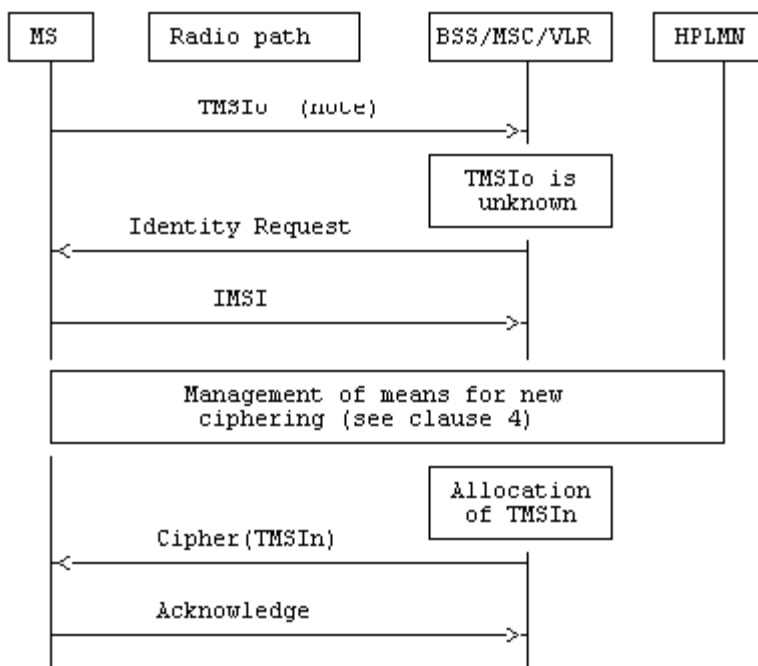 MS
Radio path
BSS/MSC/VLR
HPLMN
TMSIo (note)
TMSIo is
unknown
Identity Request
IMSI
Management of means for new
ciphering (see clause 4)
Allocation
of TMSIn
Cipher(TMSIn)
Acknowledge